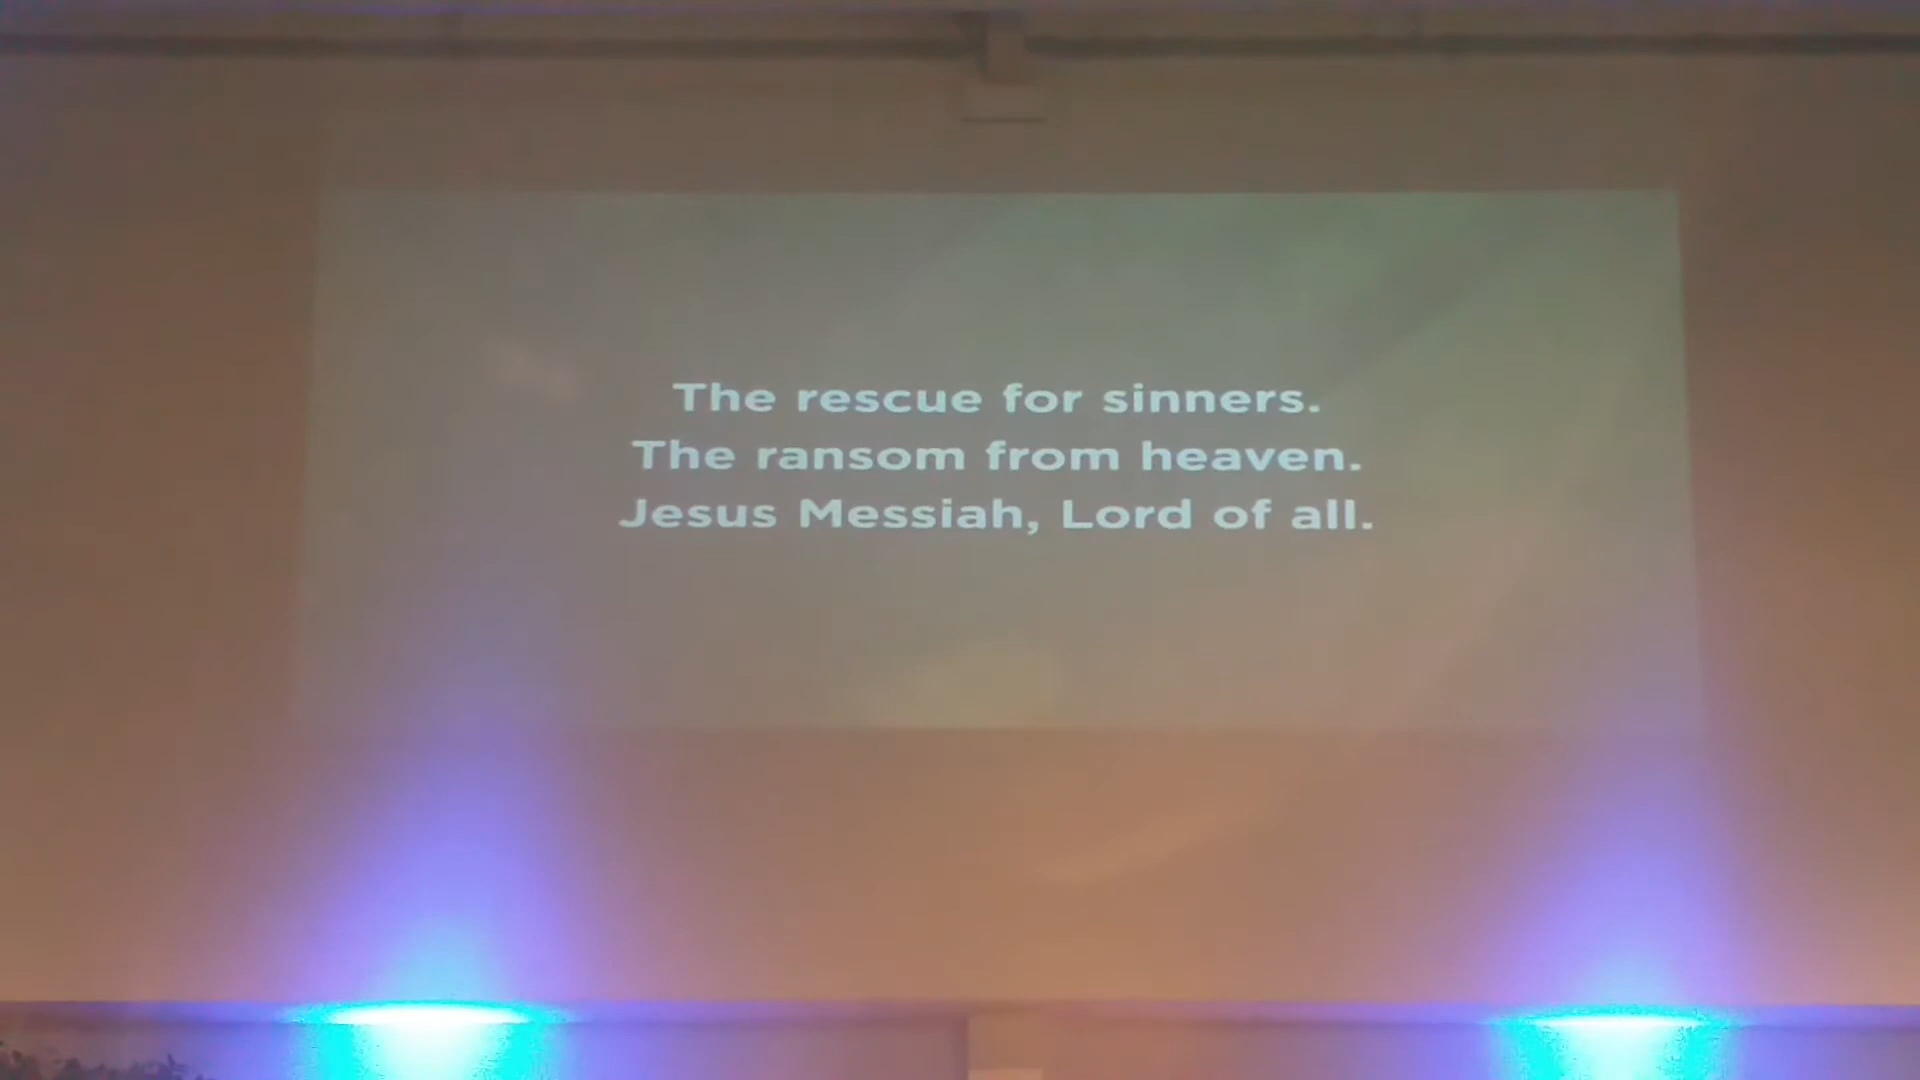 The rescue for sinners.
The ransom from heaven.
Jesus Messiah, Lord of all.